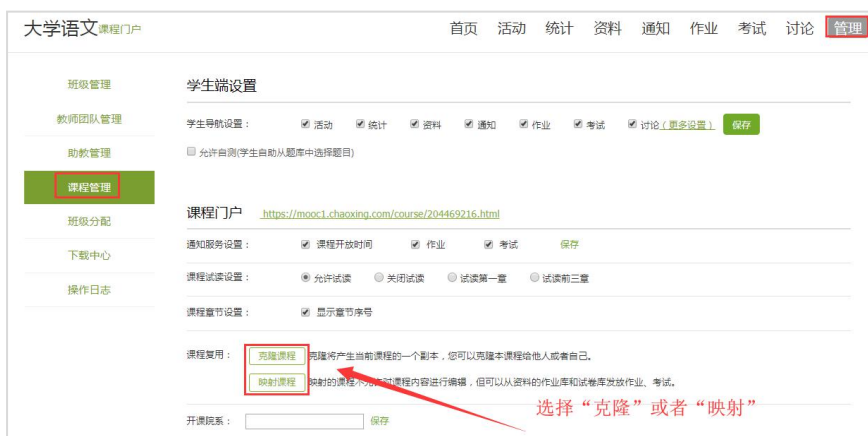 大学语文课程门户 首页 活动 统计 资料 通知 作业 考试 讨论 管理
班级管理
教师团队管理
助教管理
课程管理
班级分配
下载中心
操作日志
学生端设置
学生导航设置： 活动 统计 资料 通知 作业 考试 讨论(更多设置) 保存
允许自测(学生自助从题库中选择题目)
课程门户 https://mooc1.chaoxing.com/course/204469216.html
通知服务设置： 课程开放时间 作业 考试 保存
课程试读设置： 允许试读 关闭试读 试读第一章 试读前三章
课程章节设置： 显示章节序号
课程复用： 克隆课程 克隆将产生当前课程的一个副本，您可以克隆本课程给他人或者自己。
映射课程 映射的课程不允许对课程内容进行编辑，但可以从资料的作业库和试卷库发放作业、考试。
选择“克隆”或者“映射”
开课院系： 保存